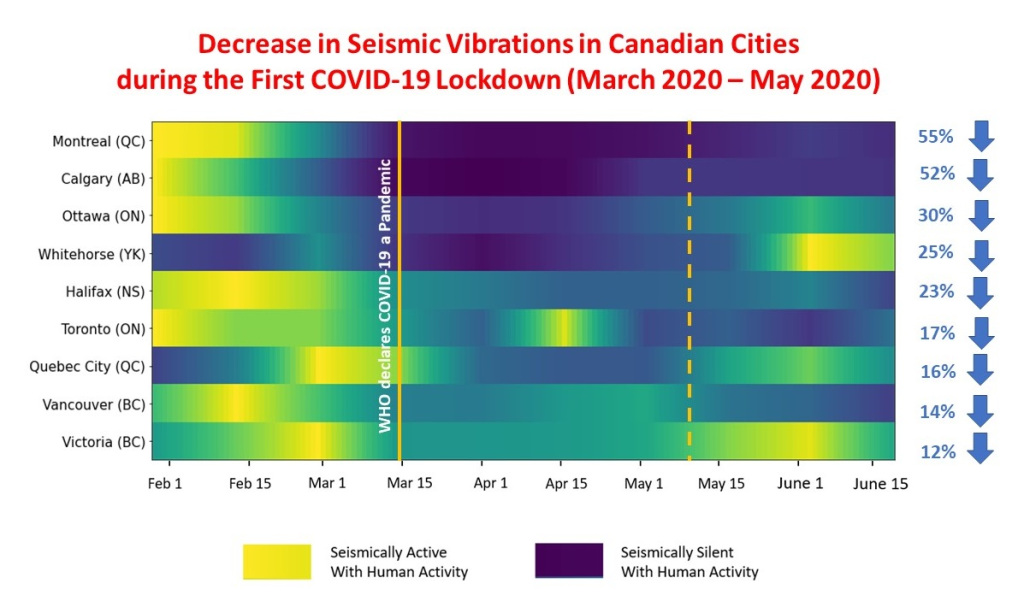 Decrease in Seismic Vibrations in Canadian Cities
during the First COVID-19 Lockdown (March 2020 – May 2020)
Montreal (QC)
55%
Calgary (AB)
52%
Ottawa (ON)
30%
Whitehorse (YK)
25%
Halifax (NS)
23%
Toronto (ON)
17%
Quebec City (QC)
16%
Vancouver (BC)
14%
Victoria (BC)
12%
WHO declares COVID-19 a Pandemic
Feb 1 Feb 15 Mar 1 Mar 15 Apr 1 Apr 15 May 1 May 15 June 1 June 15
Seismically Active
With Human Activity
Seismically Silent
With Human Activity